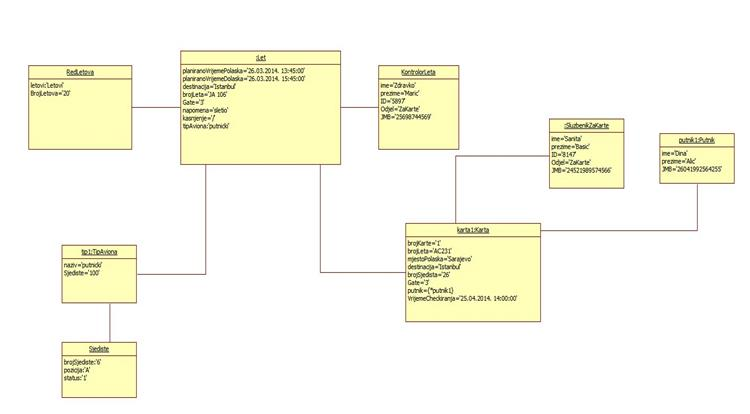 :Let
planiranoVrijemePolaska='26.03.2014. 13:45:00'
planiranoVrijemeDolaska='26.03.2014. 15:45:00'
destinacija='Istanbul'
brojLeta='JA 106'
Gate='3'
napomena='sletio'
kasnjenje='/'
tipAviona:'putnicki'
RedLetova
letovi:'Letovi'
BrojLetova='20'
KontrolorLeta
ime='Zdravko'
prezime='Maric'
ID='5897'
Odjel='ZaKarte'
JMB='25698744569'
:SluzbenikZaKarte
ime='Sanita'
prezime='Basic'
ID='8147'
Odjel='ZaKarte'
JMB='24521989574566'
putnik1:Putnik
ime='Dina'
prezime='Alic'
JMB='26041992564255'
karta1:Karta
brojKarte='1'
brojLeta='AC231'
mjestoPolaska='Sarajevo'
destinacija='Istanbul'
brojSjedista='26'
Gate='3'
putnik={*putnik1}
VrijemeCheckiranja='25.04.2014. 14:00:00'
tip1:TipAviona
naziv='putnicki'
Sjediste='100'
Sjediste
brojSjediste:'6'
pozicija:'A'
status:'1'